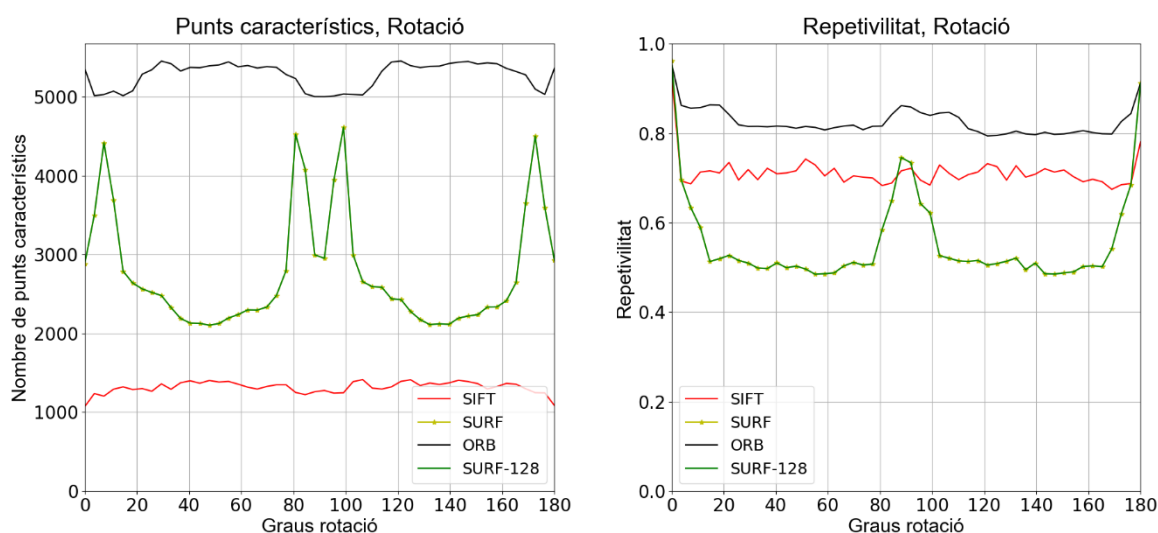 Punts característics, Rotació
Nombre de punts característics
5000
4000
3000
2000
1000
0
0 20 40 60 80 100 120 140 160 180
Graus rotació
SIFT
SURF
ORB
SURF-128
Repetivilitat, Rotació
Repetivilitat
1.0
0.8
0.6
0.4
0.2
0.0
0 20 40 60 80 100 120 140 160 180
Graus rotació
SIFT
SURF
ORB
SURF-128